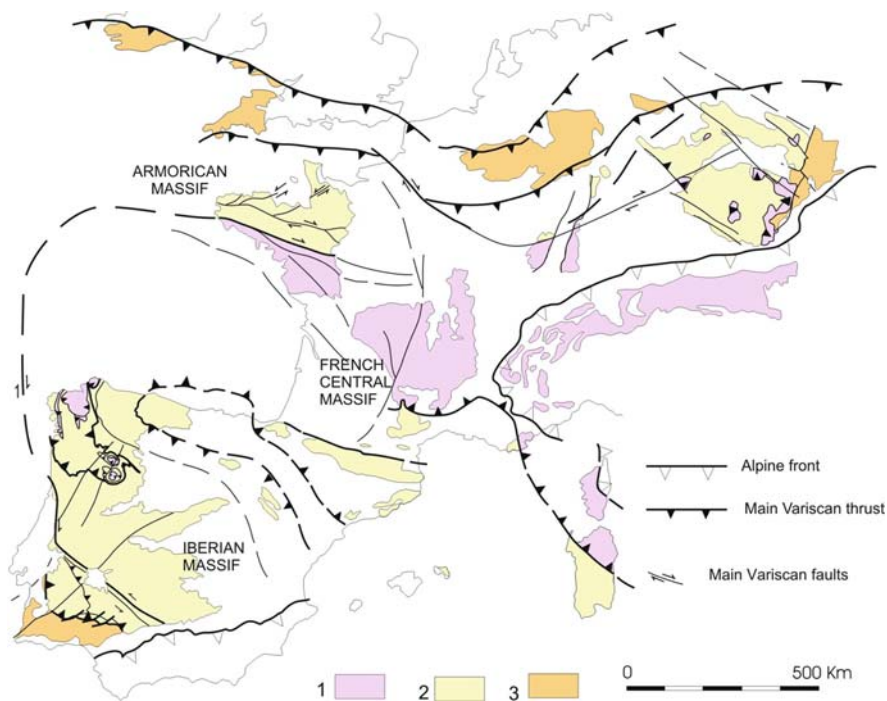 ARMORICAN
MASSIF
FRENCH
CENTRAL
MASSIF
Alpine front
Main Variscan thrust
IBERIAN
MASSIF
Main Variscan faults
1
2
3
0
500 Km